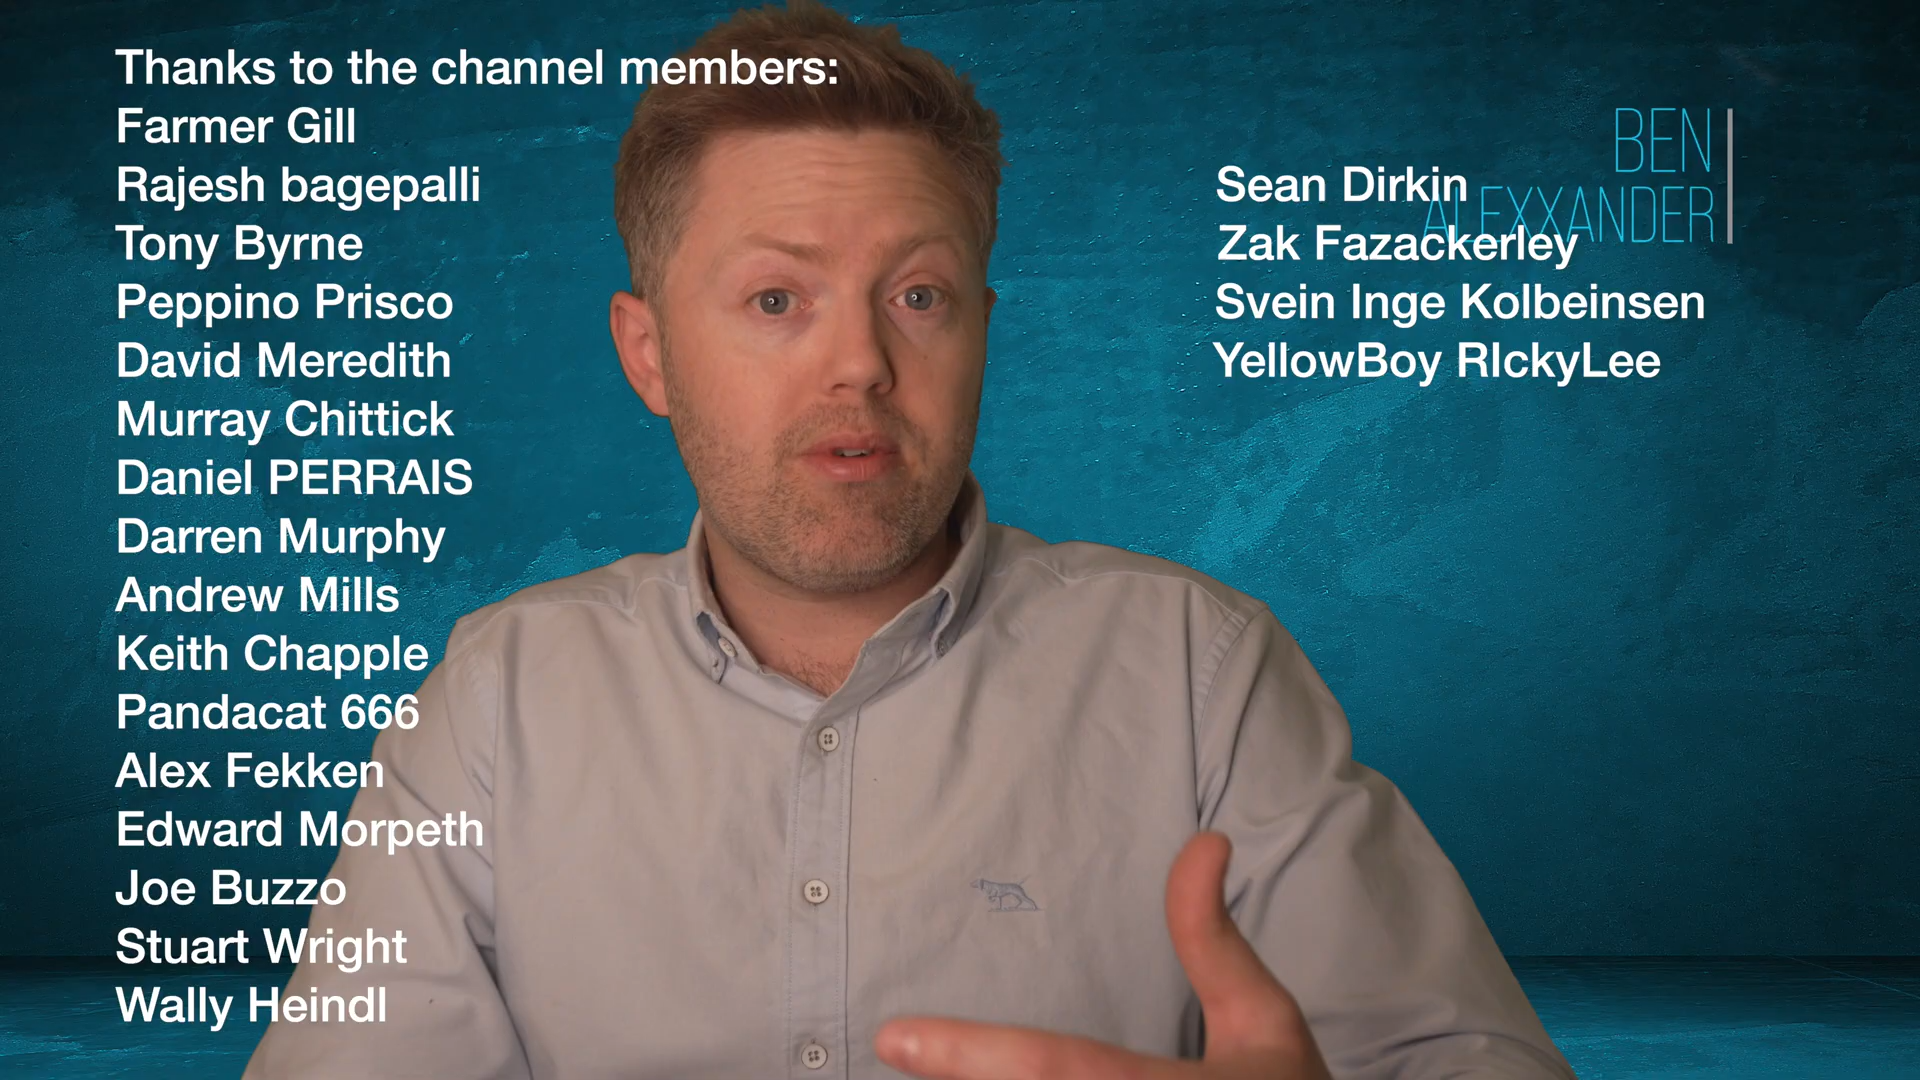 Thanks to the channel members:
Farmer Gill
Rajesh bagepalli
Tony Byrne
Peppino Prisco
David Meredith
Murray Chittick
Daniel PERRAIS
Darren Murphy
Andrew Mills
Keith Chapple
Pandacat 666
Alex Fekken
Edward Morpeth
Joe Buzzo
Stuart Wright
Wally Heindl
BEN
ALEXXANDER
Sean Dirkin
Zak Fazackerley
Svein Inge Kolbeinsen
YellowBoy RIckyLee